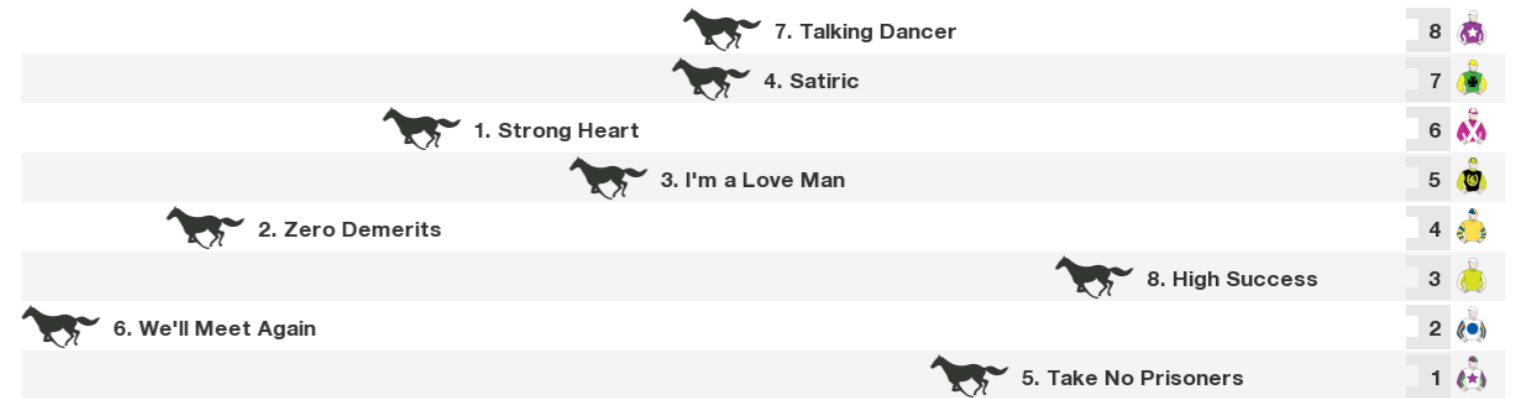 7. Talking Dancer 8
4. Satiric 7
1. Strong Heart 6
3. I'm a Love Man 5
2. Zero Demerits 4
8. High Success 3
6. We'll Meet Again 2
5. Take No Prisoners 1